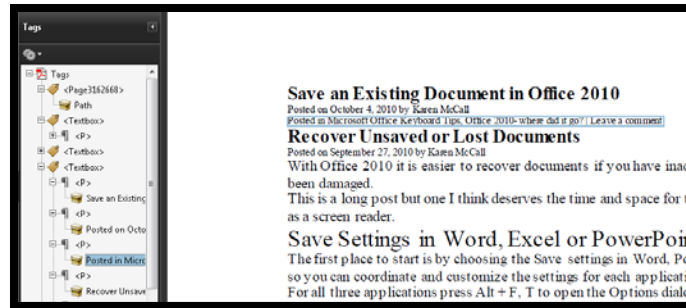 Tags
Tags
<Page3162668>
Path
<Textbox>
<P>
<Textbox>
<Textbox>
<P>
Save an Existing
<P>
Posted on Octo
<P>
Posted in Micro
<P>
Recover Unsave
Save an Existing Document in Office 2010
Posted on October 4, 2010 by Karen McCall
Posted in Microsoft Office Keyboard Tips, Office 2010- where did it go? | Leave a comment
Recover Unsaved or Lost Documents
Posted on September 27, 2010 by Karen McCall
With Office 2010 it is easier to recover documents if you have inad
been damaged.
This is a long post but one I think deserves the time and space for
as a screen reader.
Save Settings in Word, Excel or PowerPoin
The first place to start is by choosing the Save settings in Word, Po
so you can coordinate and customize the settings for each applicati
For all three applications press Alt + F, T to open the Options dialo